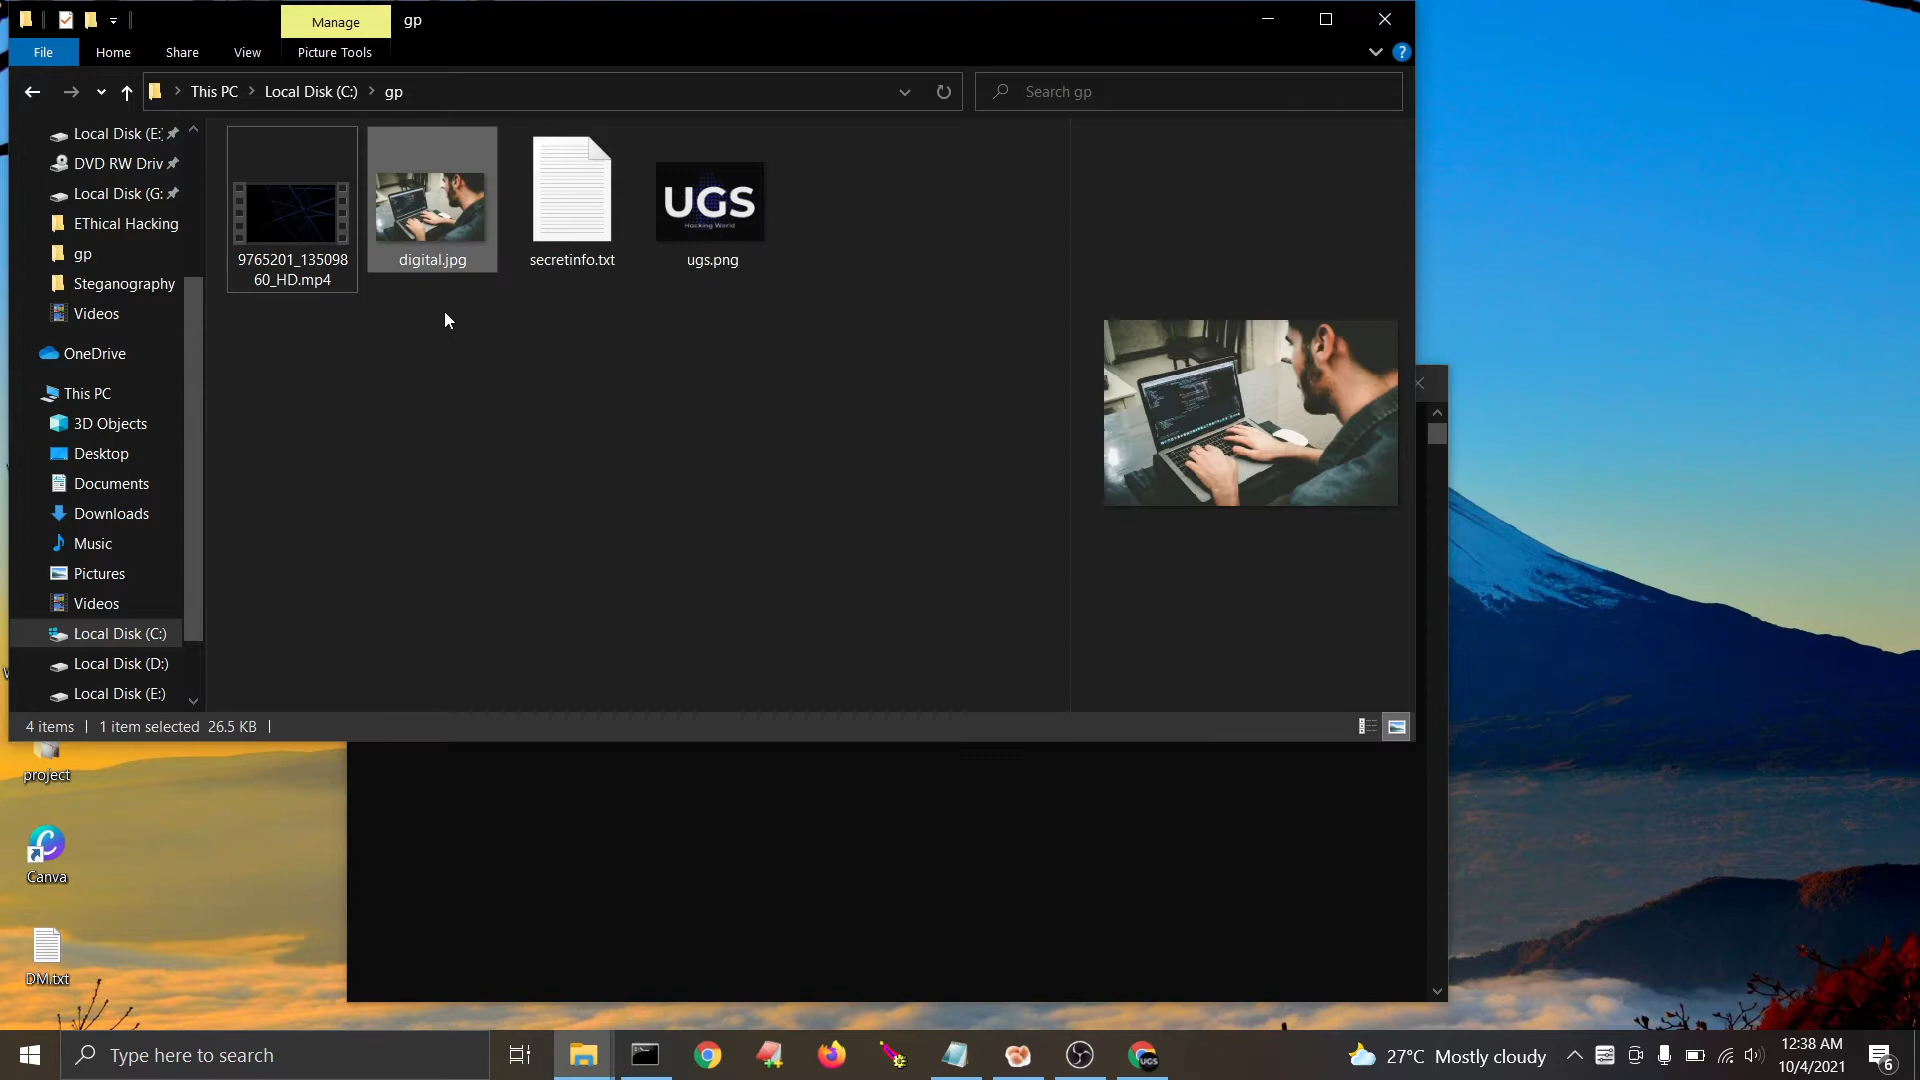 Manage
gp
File
Home
Share
View
Picture Tools
This PC
Local Disk (C:)
gp
Search gp
Local Disk (E:
DVD RW Driv
Local Disk (G:
EThical Hacking
gp
Steganography
Videos
OneDrive
This PC
3D Objects
Desktop
Documents
Downloads
Music
Pictures
Videos
Local Disk (C:)
Local Disk (D:)
Local Disk (E:)
9765201_135098
60_HD.mp4
digital.jpg
secretinfo.txt
UGS
Hacking World
ugs.png
4 items
1 item selected 26.5 KB
project
Canva
DM.txt
Type here to search
UGS
27°C Mostly cloudy
12:38 AM
10/4/2021
6